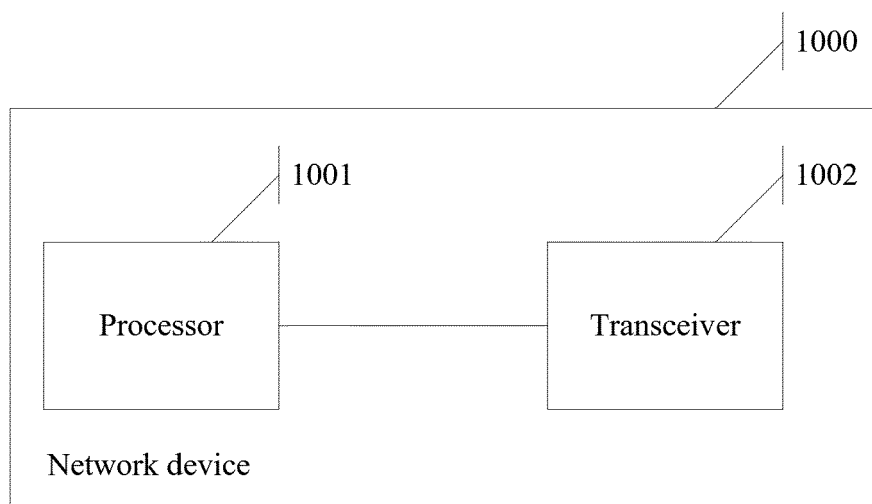 1000
1001
1002
Processor
Transceiver
Network device